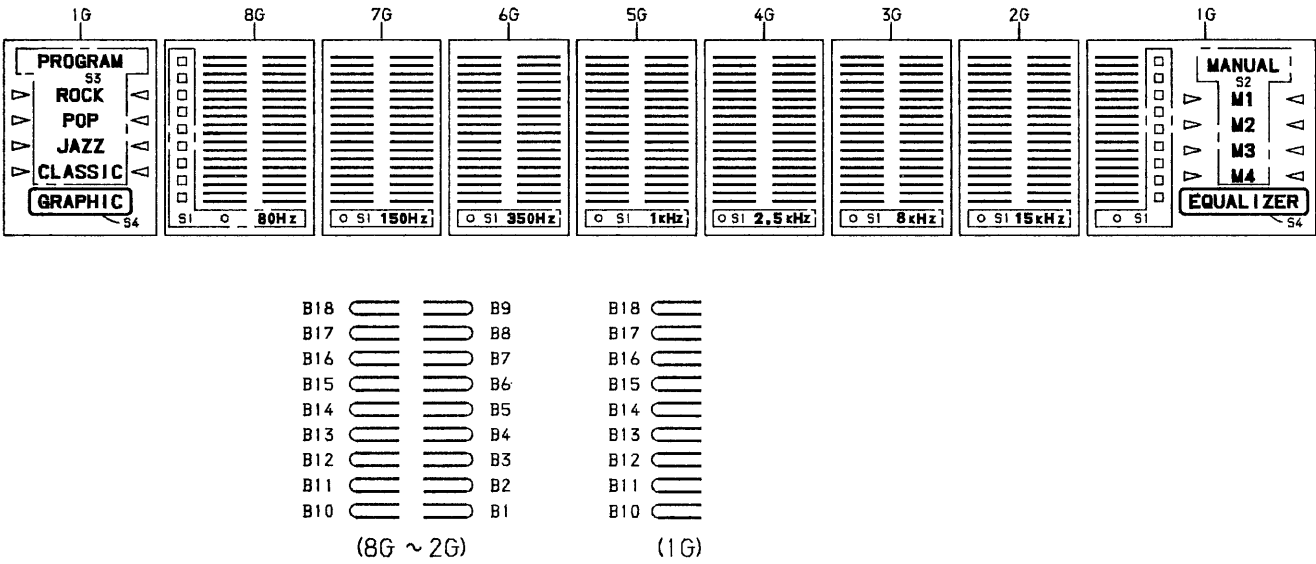 1G 8G 7G 6G 5G 4G 3G 2G 1G
PROGRAM
S3
ROCK
POP
JAZZ
CLASSIC
GRAPHIC
S4
S1 80Hz
S1 150Hz
S1 350Hz
S1 1kHz
S1 2.5kHz
S1 8kHz
S1 15kHz
S1
MANUAL
S2
M1
M2
M3
M4
EQUALIZER
S4
B18 B9 B18
B17 B8 B17
B16 B7 B16
B15 B6 B15
B14 B5 B14
B13 B4 B13
B12 B3 B12
B11 B2 B11
B10 B1 B10
(8G ~ 2G) (1G)